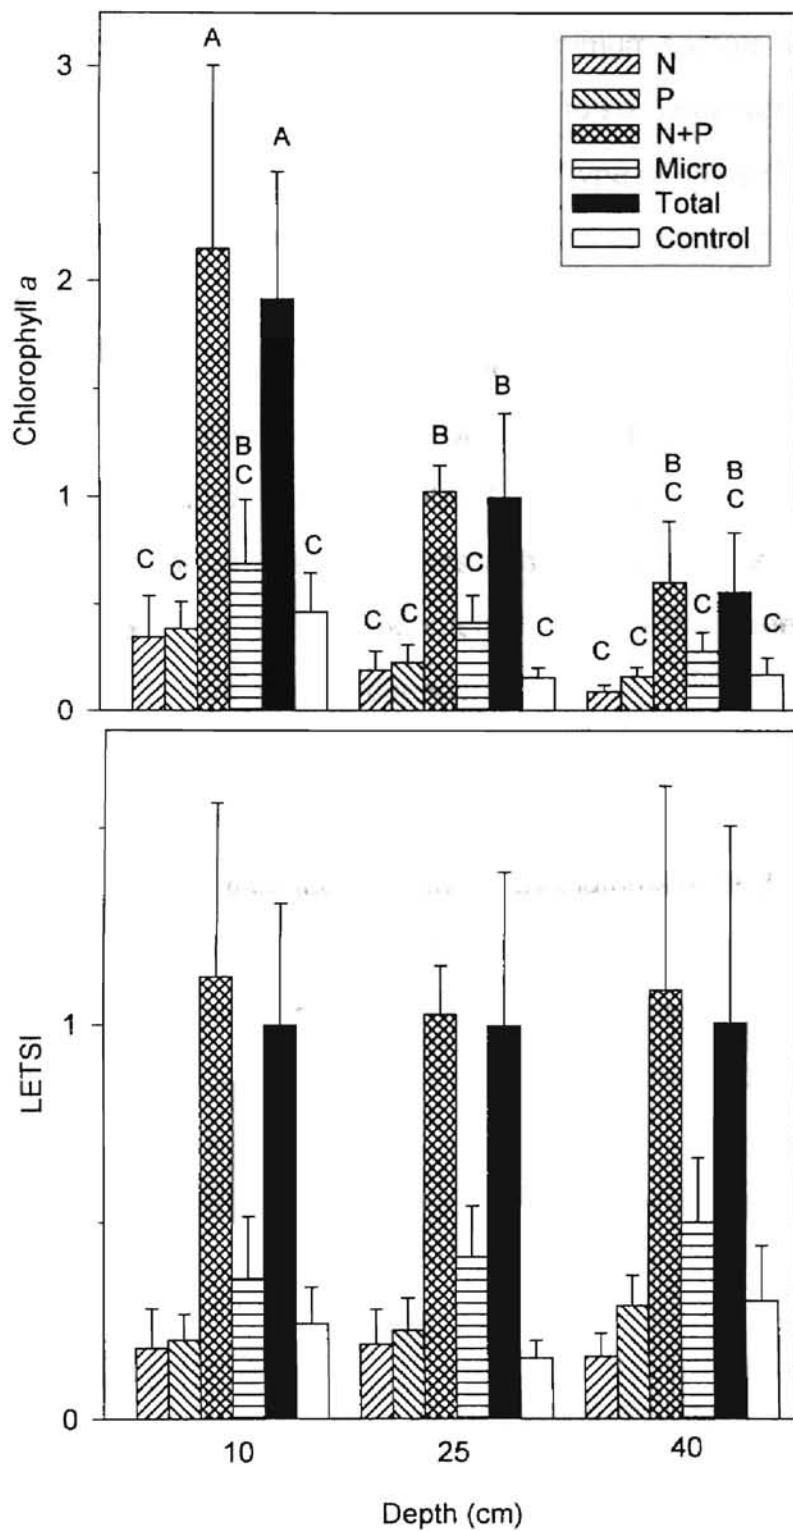 A
3
N
P
N+P
Micro
Total
Control
A
2
Chlorophyll a
B
C
B
B
1
B
C
B
C
C
C
C
C
C
C
C
C
C
C
C
0
1
LETSI
0
10
25
40
Depth (cm)